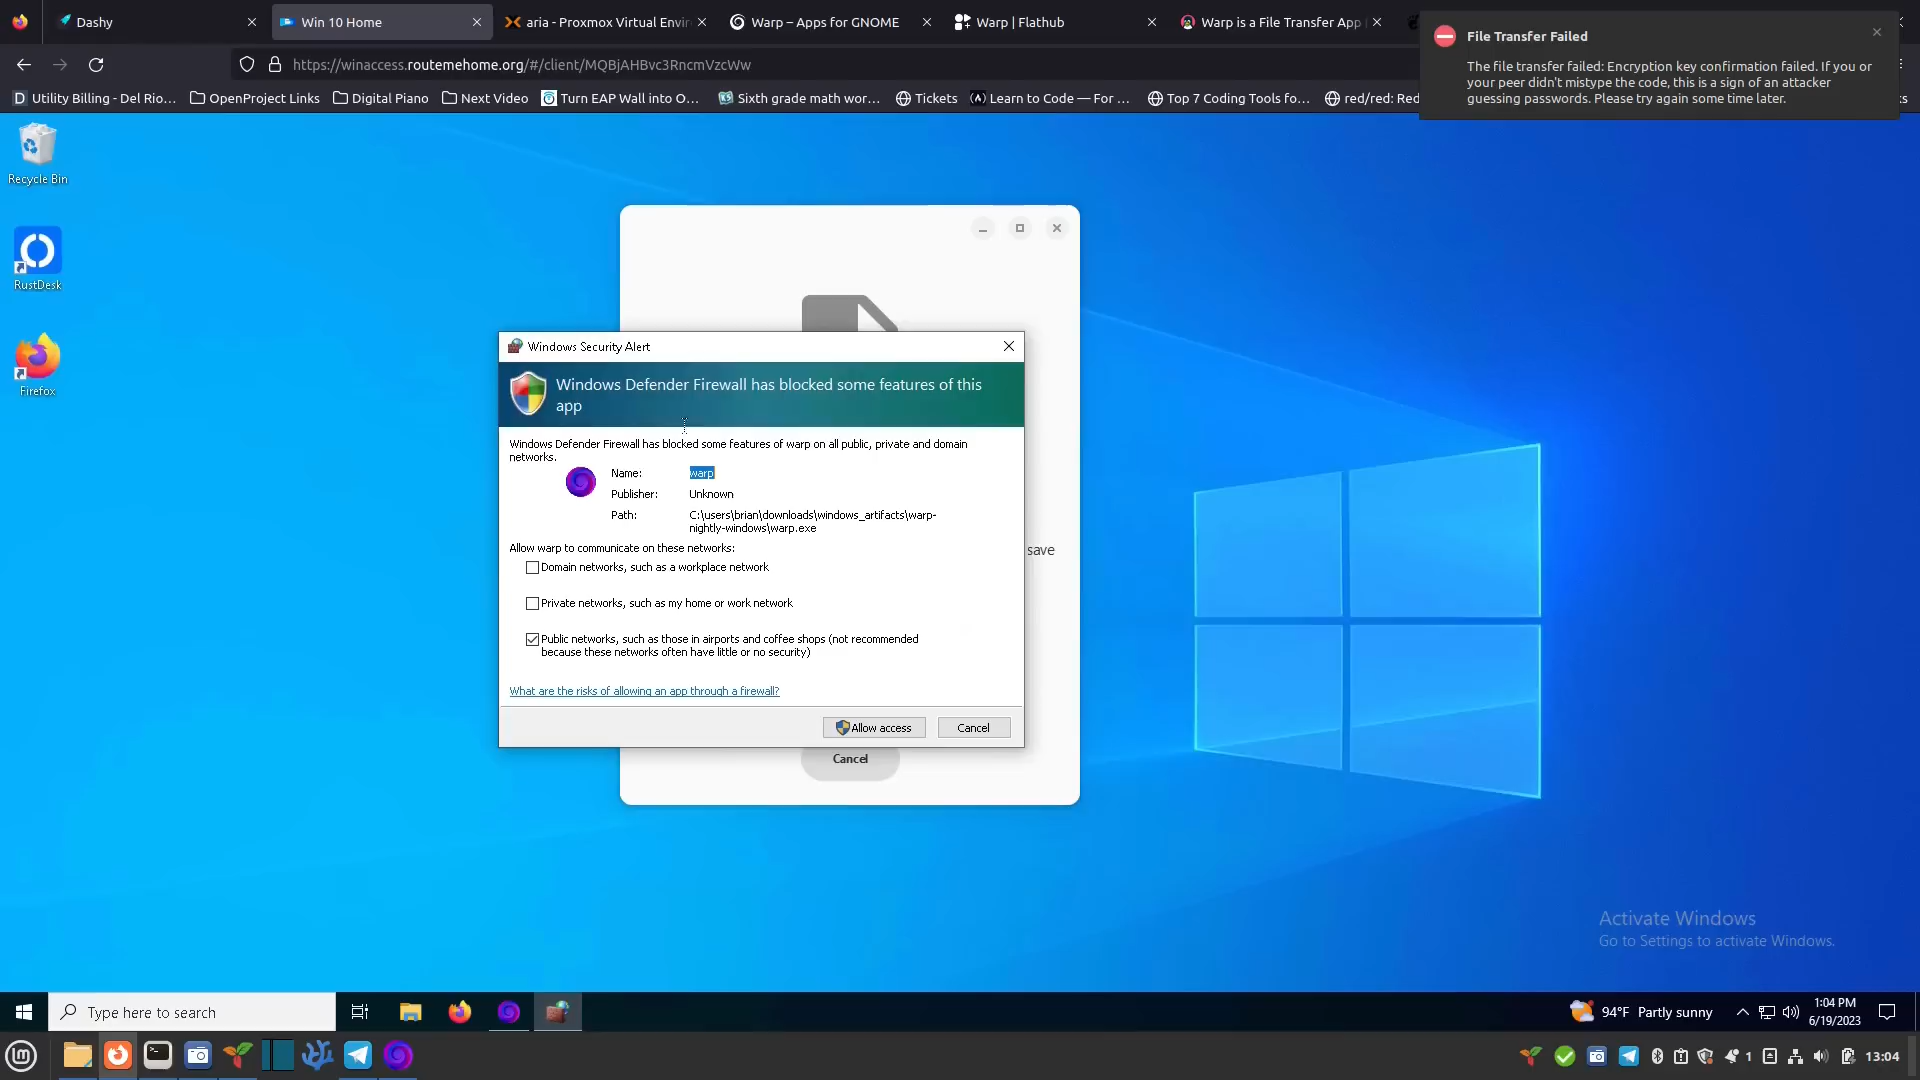 Dashy
Win 10 Home
aria - Proxmox Virtual Envir
Warp – Apps for GNOME
Warp | Flathub
Warp is a File Transfer App
https://winaccess.routemehome.org/#/client/MQBjAHBvc3RncmVzcWw
Utility Billing - Del Rio...
OpenProject Links
Digital Piano
Next Video
Turn EAP Wall into O...
Sixth grade math wor...
Tickets
Learn to Code — For ...
Top 7 Coding Tools fo...
red/red: Red
File Transfer Failed
The file transfer failed: Encryption key confirmation failed. If you or
your peer didn't mistype the code, this is a sign of an attacker
guessing passwords. Please try again some time later.
Recycle Bin
RustDesk
Firefox
Windows Security Alert
Windows Defender Firewall has blocked some features of this
app
Windows Defender Firewall has blocked some features of warp on all public, private and domain
networks.
Name: warp
Publisher: Unknown
Path: C:\users\brian\downloads\windows_artifacts\warp-
nightly-windows\warp.exe
Allow warp to communicate on these networks:
Domain networks, such as a workplace network
save
Private networks, such as my home or work network
Public networks, such as those in airports and coffee shops (not recommended
because these networks often have little or no security)
What are the risks of allowing an app through a firewall?
Allow access
Cancel
Cancel
Activate Windows
Go to Settings to activate Windows.
Type here to search
94°F Partly sunny
1:04 PM
6/19/2023
1
13:04